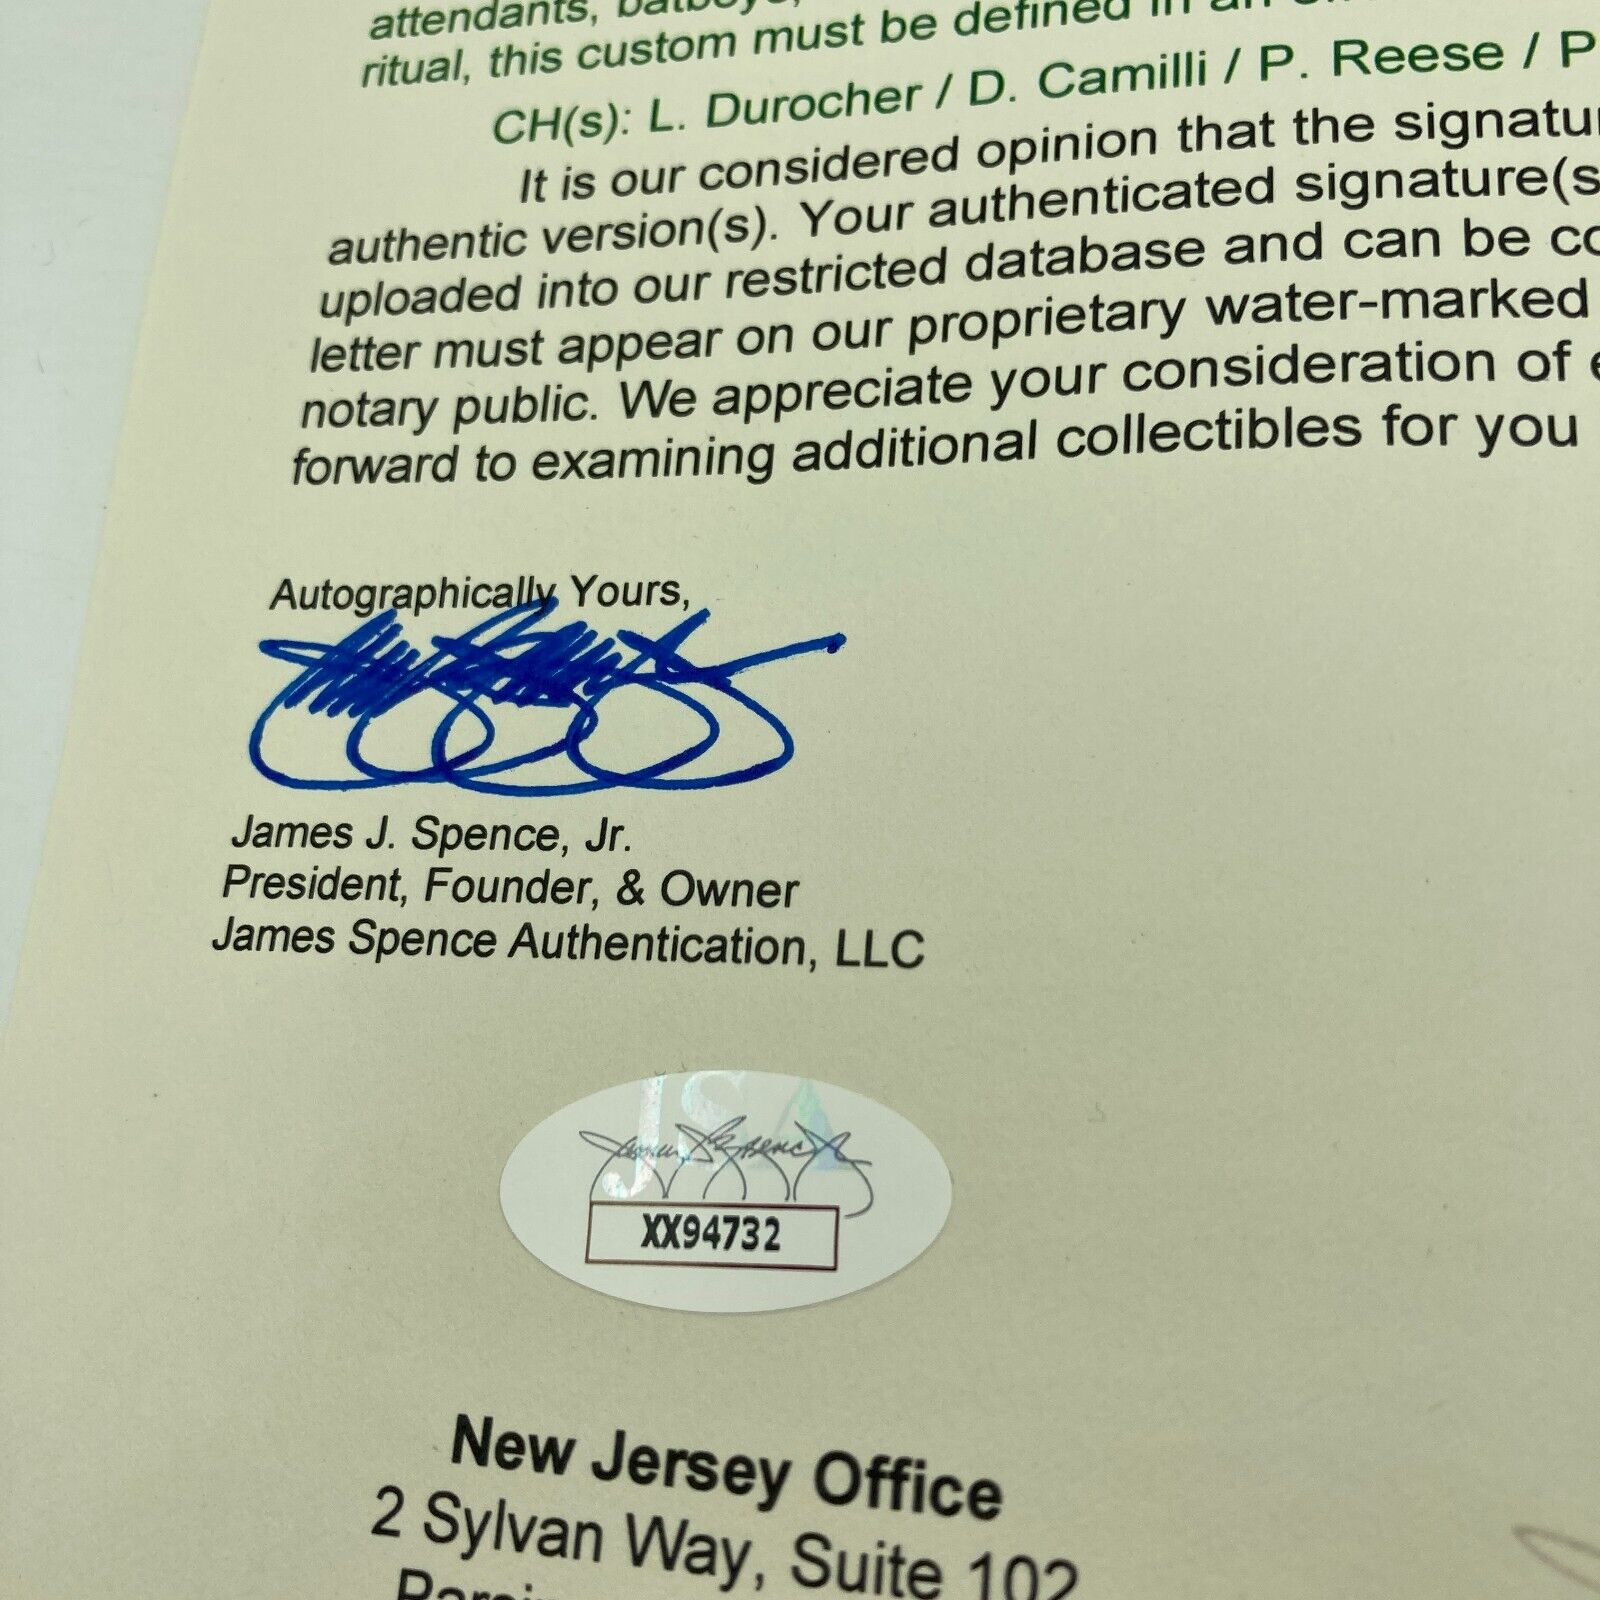 attendants,
ritual, this custom must be defined in an
CH(s): L. Durocher / D. Camilli / P. Reese / P
It is our considered opinion that the signatu
authentic version(s). Your authenticated signature(s
uploaded into our restricted database and can be co
letter must appear on our proprietary water-marked
notary public. We appreciate your consideration of e
forward to examining additional collectibles for you
Autographically Yours,
James J. Spence, Jr.
President, Founder, & Owner
James Spence Authentication, LLC
JSA
James Spence
XX94732
New Jersey Office
2 Sylvan Way, Suite 102